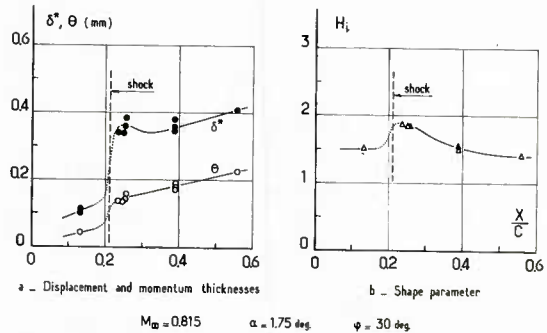 δ*, θ (mm)
0,6
0,4
0,2
0
0
0,2
0,4
0,6
shock
δ*
θ
a _ Displacement and momentum thicknesses
Hᵢ
3
2
1
0
0
0,2
0,4
0,6
shock
X
C
b _ Shape parameter
M∞ = 0.815 α = 1.75 deg. φ = 30 deg.